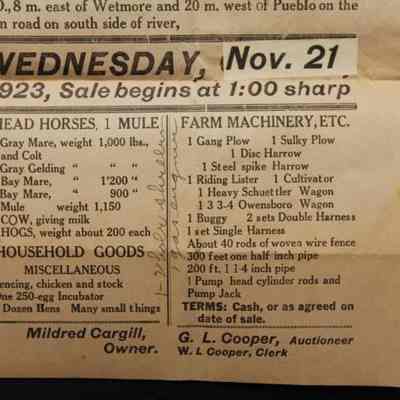 O., 8 m. east of Wetmore and 20 m. west of Pueblo on the
n road on south side of river,
WEDNESDAY, Nov. 21
923, Sale begins at 1:00 sharp
HEAD HORSES, 1 MULE
Gray Mare, weight 1,000 lbs.,
and Colt
Gray Gelding " " "
Bay Mare, " 1'200 "
Bay Mare, " 900 "
Mule weight 1,150
COW, giving milk
HOGS, weight about 200 each
HOUSEHOLD GOODS
MISCELLANEOUS
encing, chicken and stock
One 250-egg Incubator
Dozen Hens Many small things
Mildred Cargill,
Owner.
1 gas engine
FARM MACHINERY, ETC.
1 Gang Plow 1 Sulky Plow
1 Disc Harrow
1 Steel spike Harrow
1 Riding Lister 1 Cultivator
1 Heavy Schuettler Wagon
1 3 3-4 Owensboro Wagon
1 Buggy 2 sets Double Harness
1 set Single Harness
About 40 rods of woven wire fence
300 feet one half inch pipe
200 ft. 1 1-4 inch pipe
1 Pump head cylinder rods and
Pump Jack
TERMS: Cash, or as agreed on
date of sale.
G. L. Cooper, Auctioneer
W. L Cooper, Clerk